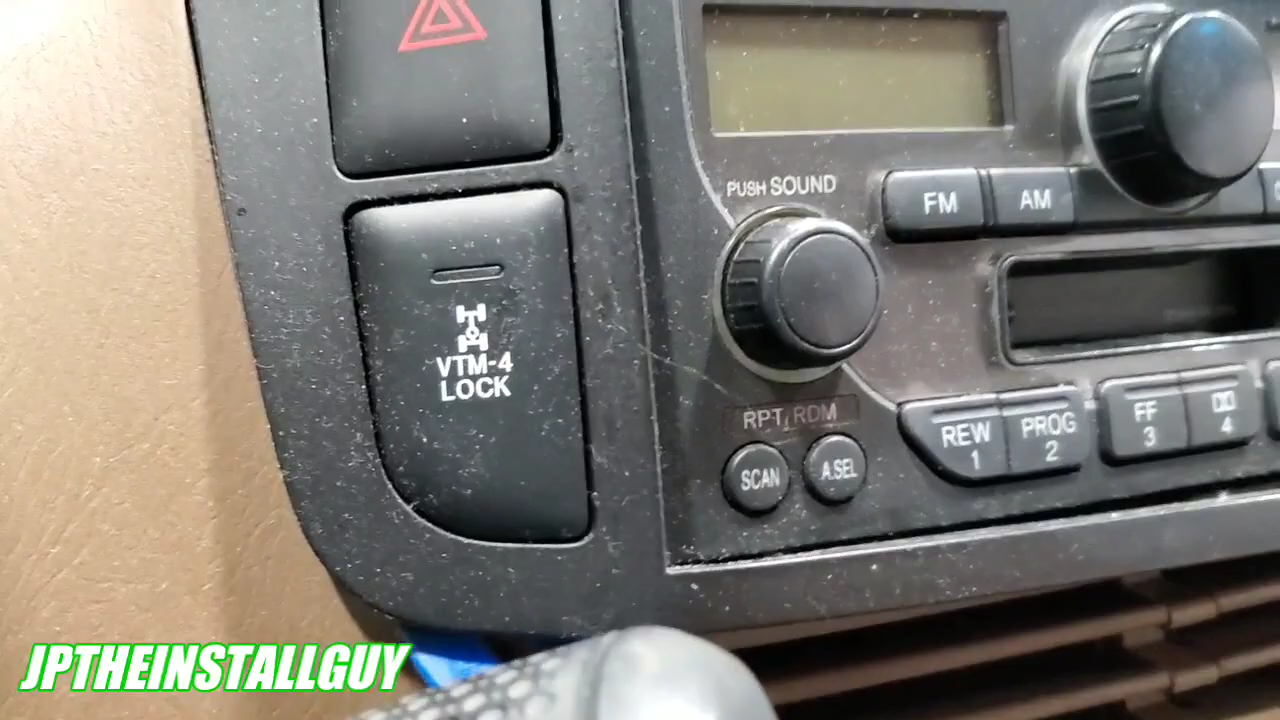 PUSH SOUND
FM
AM
VTM-4
LOCK
RPT RDM
SCAN
A.SEL
REW
1
PROG
2
FF
3
4
JPTHEINSTALLGUY